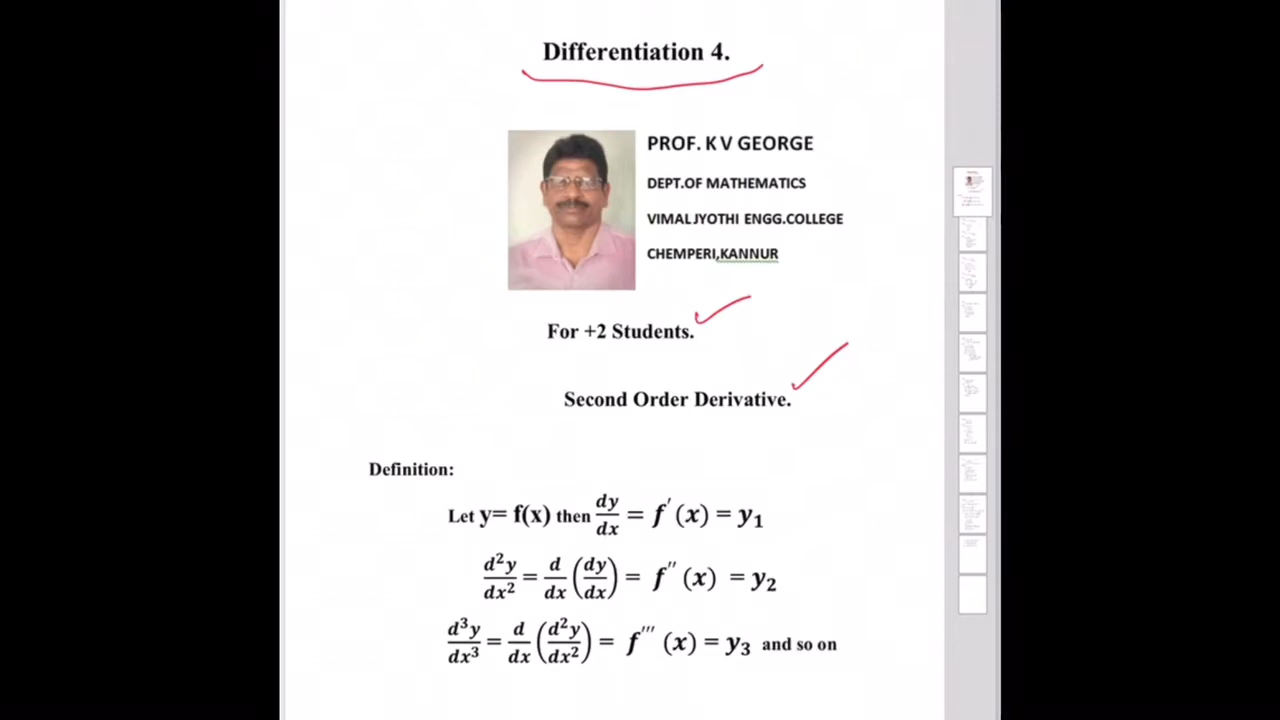 Differentiation 4.
PROF. K V GEORGE
DEPT.OF MATHEMATICS
VIMAL JYOTHI ENGG.COLLEGE
CHEMPERI,KANNUR
For +2 Students.
Second Order Derivative.
Definition:
Let y= f(x) then dy/dx = f′(x) = y₁
d²y/dx² = d/dx (dy/dx) = f″(x) = y₂
d³y/dx³ = d/dx (d²y/dx²) = f‴(x) = y₃ and so on